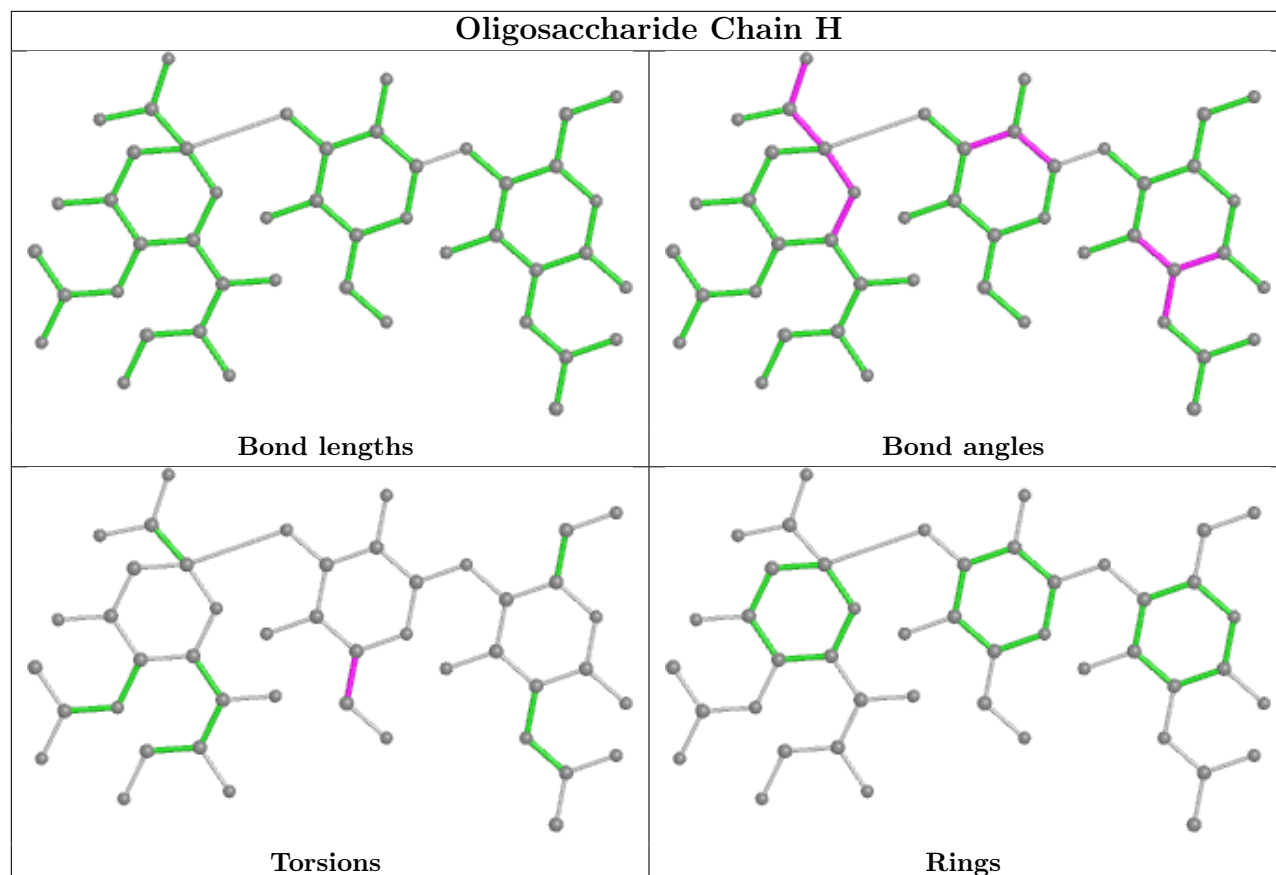 Oligosaccharide Chain H
Bond lengths
Bond angles
Torsions
Rings